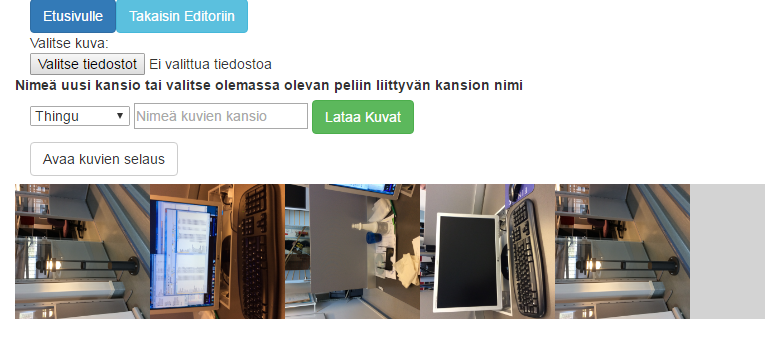 Etusivulle Takaisin Editoriin
Valitse kuva:
Valitse tiedostot Ei valittua tiedostoa
Nimeä uusi kansio tai valitse olemassa olevan peliin liittyvän kansion nimi
Thingu Nimeä kuvien kansio Lataa Kuvat
Avaa kuvien selaus